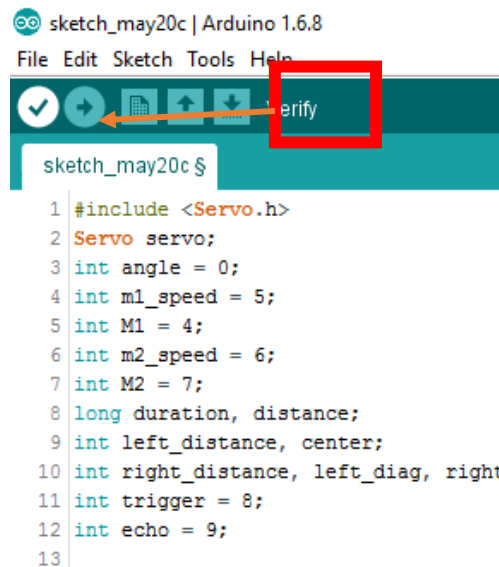 sketch_may20c | Arduino 1.6.8
File Edit Sketch Tools Help
Verify
sketch_may20c §
1 #include <Servo.h>
2 Servo servo;
3 int angle = 0;
4 int m1_speed = 5;
5 int M1 = 4;
6 int m2_speed = 6;
7 int M2 = 7;
8 long duration, distance;
9 int left_distance, center;
10 int right_distance, left_diag, right
11 int trigger = 8;
12 int echo = 9;
13